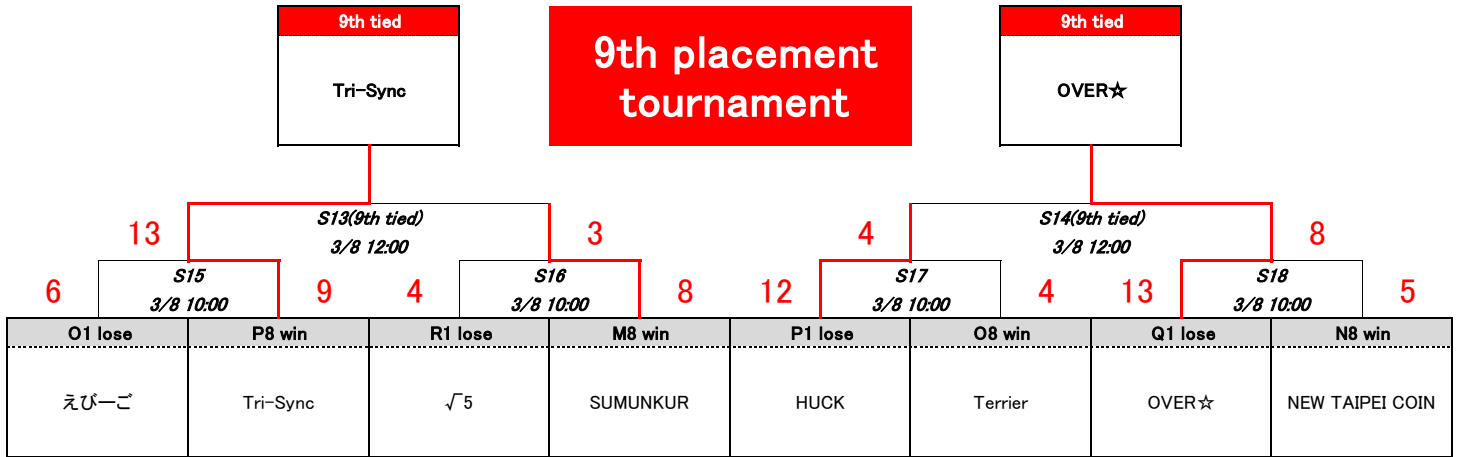 9th tied
9th placement
tournament
9th tied
Tri-Sync
OVER☆
13
S13(9th tied)
3/8 12:00
3
4
S14(9th tied)
3/8 12:00
8
6
S15
3/8 10:00
9
4
S16
3/8 10:00
8
12
S17
3/8 10:00
4
13
S18
3/8 10:00
5
O1 lose
P8 win
R1 lose
M8 win
P1 lose
O8 win
Q1 lose
N8 win
えびーご
Tri-Sync
√5
SUMUNKUR
HUCK
Terrier
OVER☆
NEW TAIPEI COIN